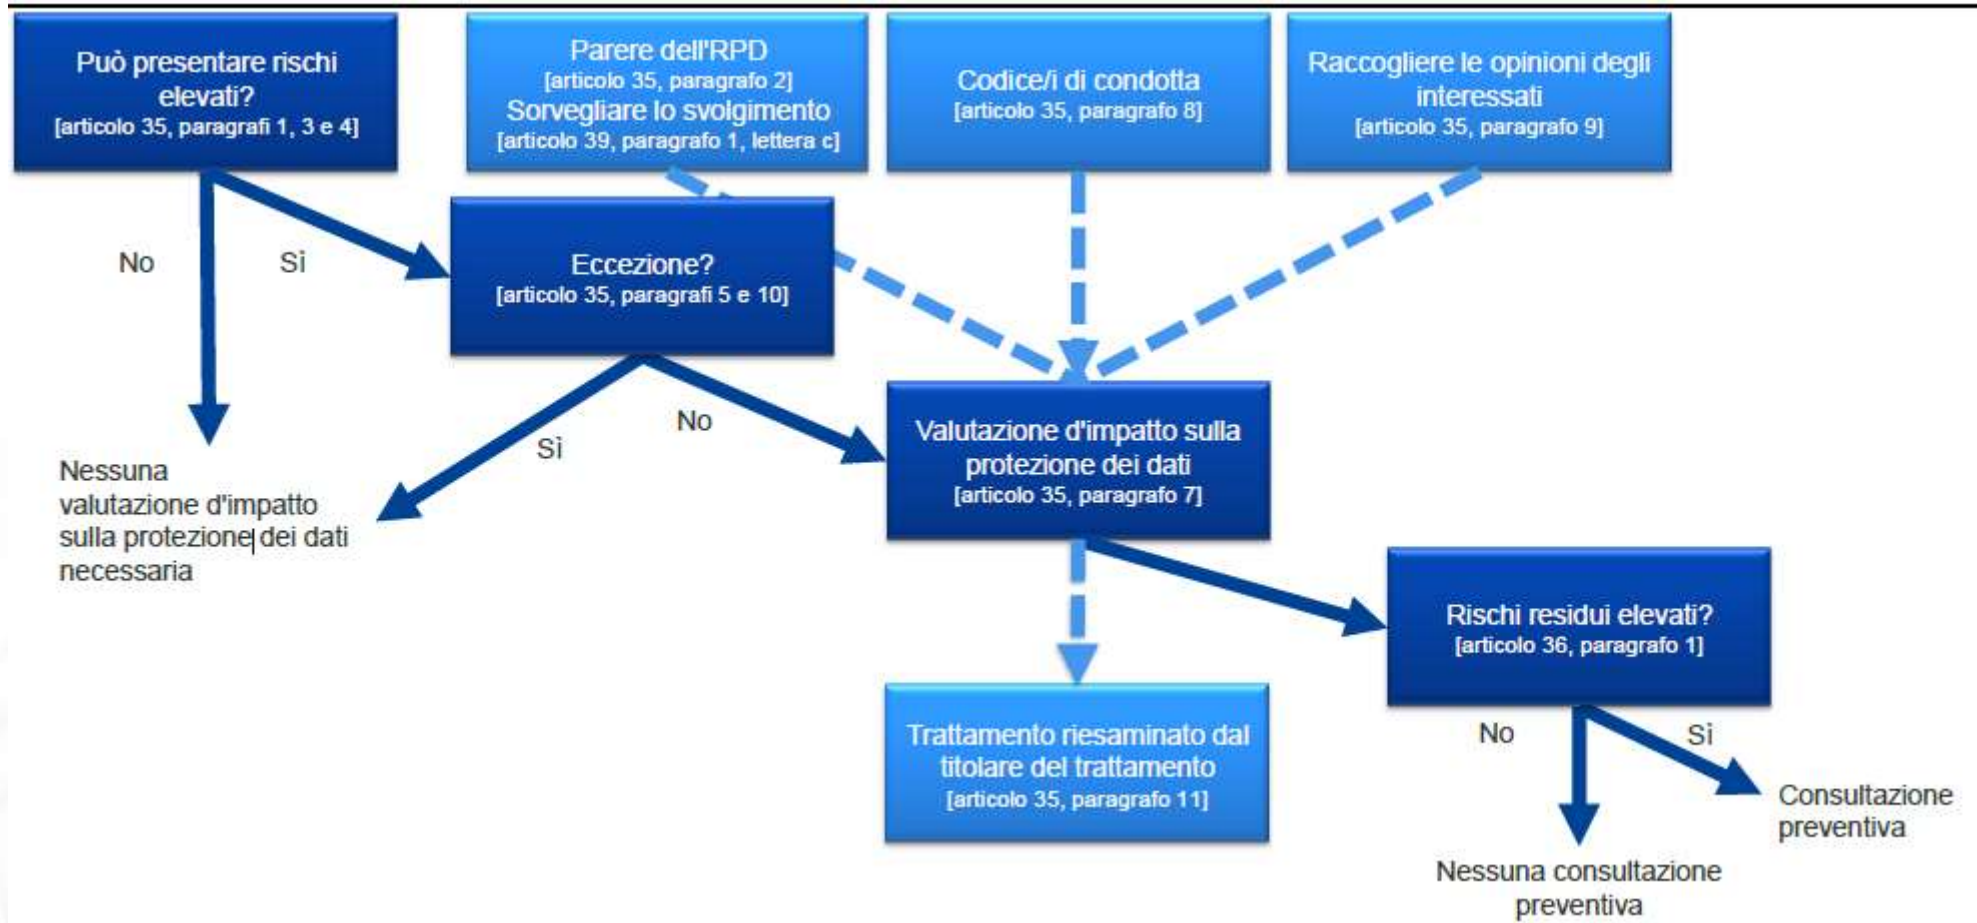 Può presentare rischi
elevati?
[articolo 35, paragrafi 1, 3 e 4]
Parere dell'RPD
[articolo 35, paragrafo 2]
Sorvegliare lo svolgimento
[articolo 39, paragrafo 1, lettera c]
Codice/i di condotta
[articolo 35, paragrafo 8]
Raccogliere le opinioni degli
interessati
[articolo 35, paragrafo 9]
No
Sì
Eccezione?
[articolo 35, paragrafi 5 e 10]
Sì
No
Nessuna
valutazione d'impatto
sulla protezione dei dati
necessaria
Valutazione d'impatto sulla
protezione dei dati
[articolo 35, paragrafo 7]
Rischi residui elevati?
[articolo 36, paragrafo 1]
Trattamento riesaminato dal
titolare del trattamento
[articolo 35, paragrafo 11]
No
Sì
Consultazione
preventiva
Nessuna consultazione
preventiva